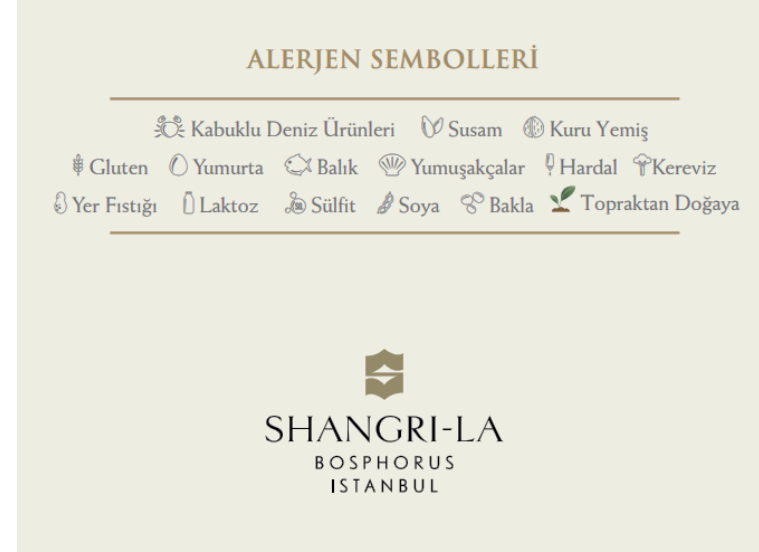 ALERJEN SEMBOLLERİ
Kabuklu Deniz Ürünleri Susam Kuru Yemiş
Gluten Yumurta Balık Yumuşakçalar Hardal Kereviz
Yer Fıstığı Laktoz Sülfit Soya Bakla Topraktan Doğaya
SHANGRI-LA
BOSPHORUS
ISTANBUL